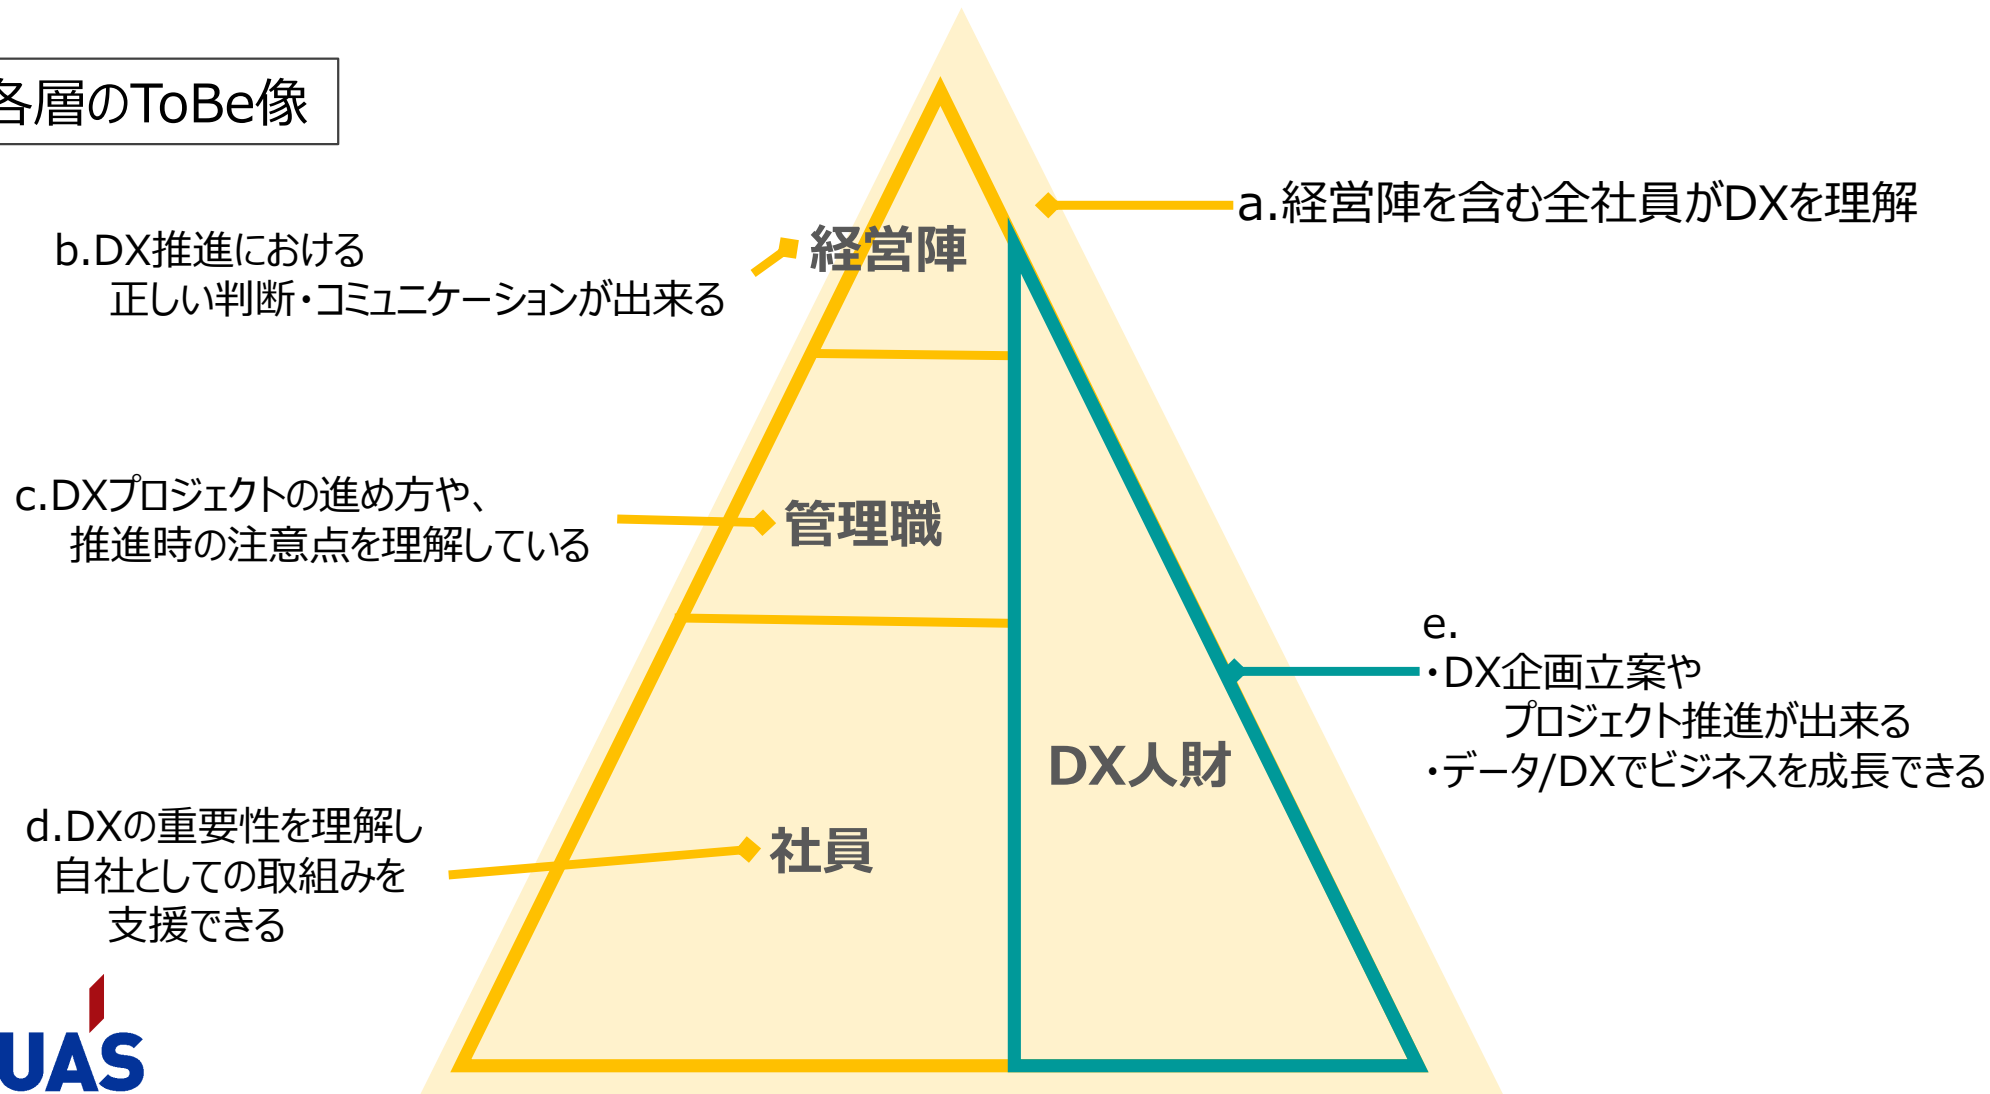 各層のToBe像
a.経営陣を含む全社員がDXを理解
b.DX推進における
正しい判断・コミュニケーションが出来る
経営陣
c.DXプロジェクトの進め方や、
推進時の注意点を理解している
管理職
e.
・DX企画立案や
プロジェクト推進が出来る
・データ/DXでビジネスを成長できる
DX人財
d.DXの重要性を理解し
自社としての取組みを
支援できる
社員
UAS